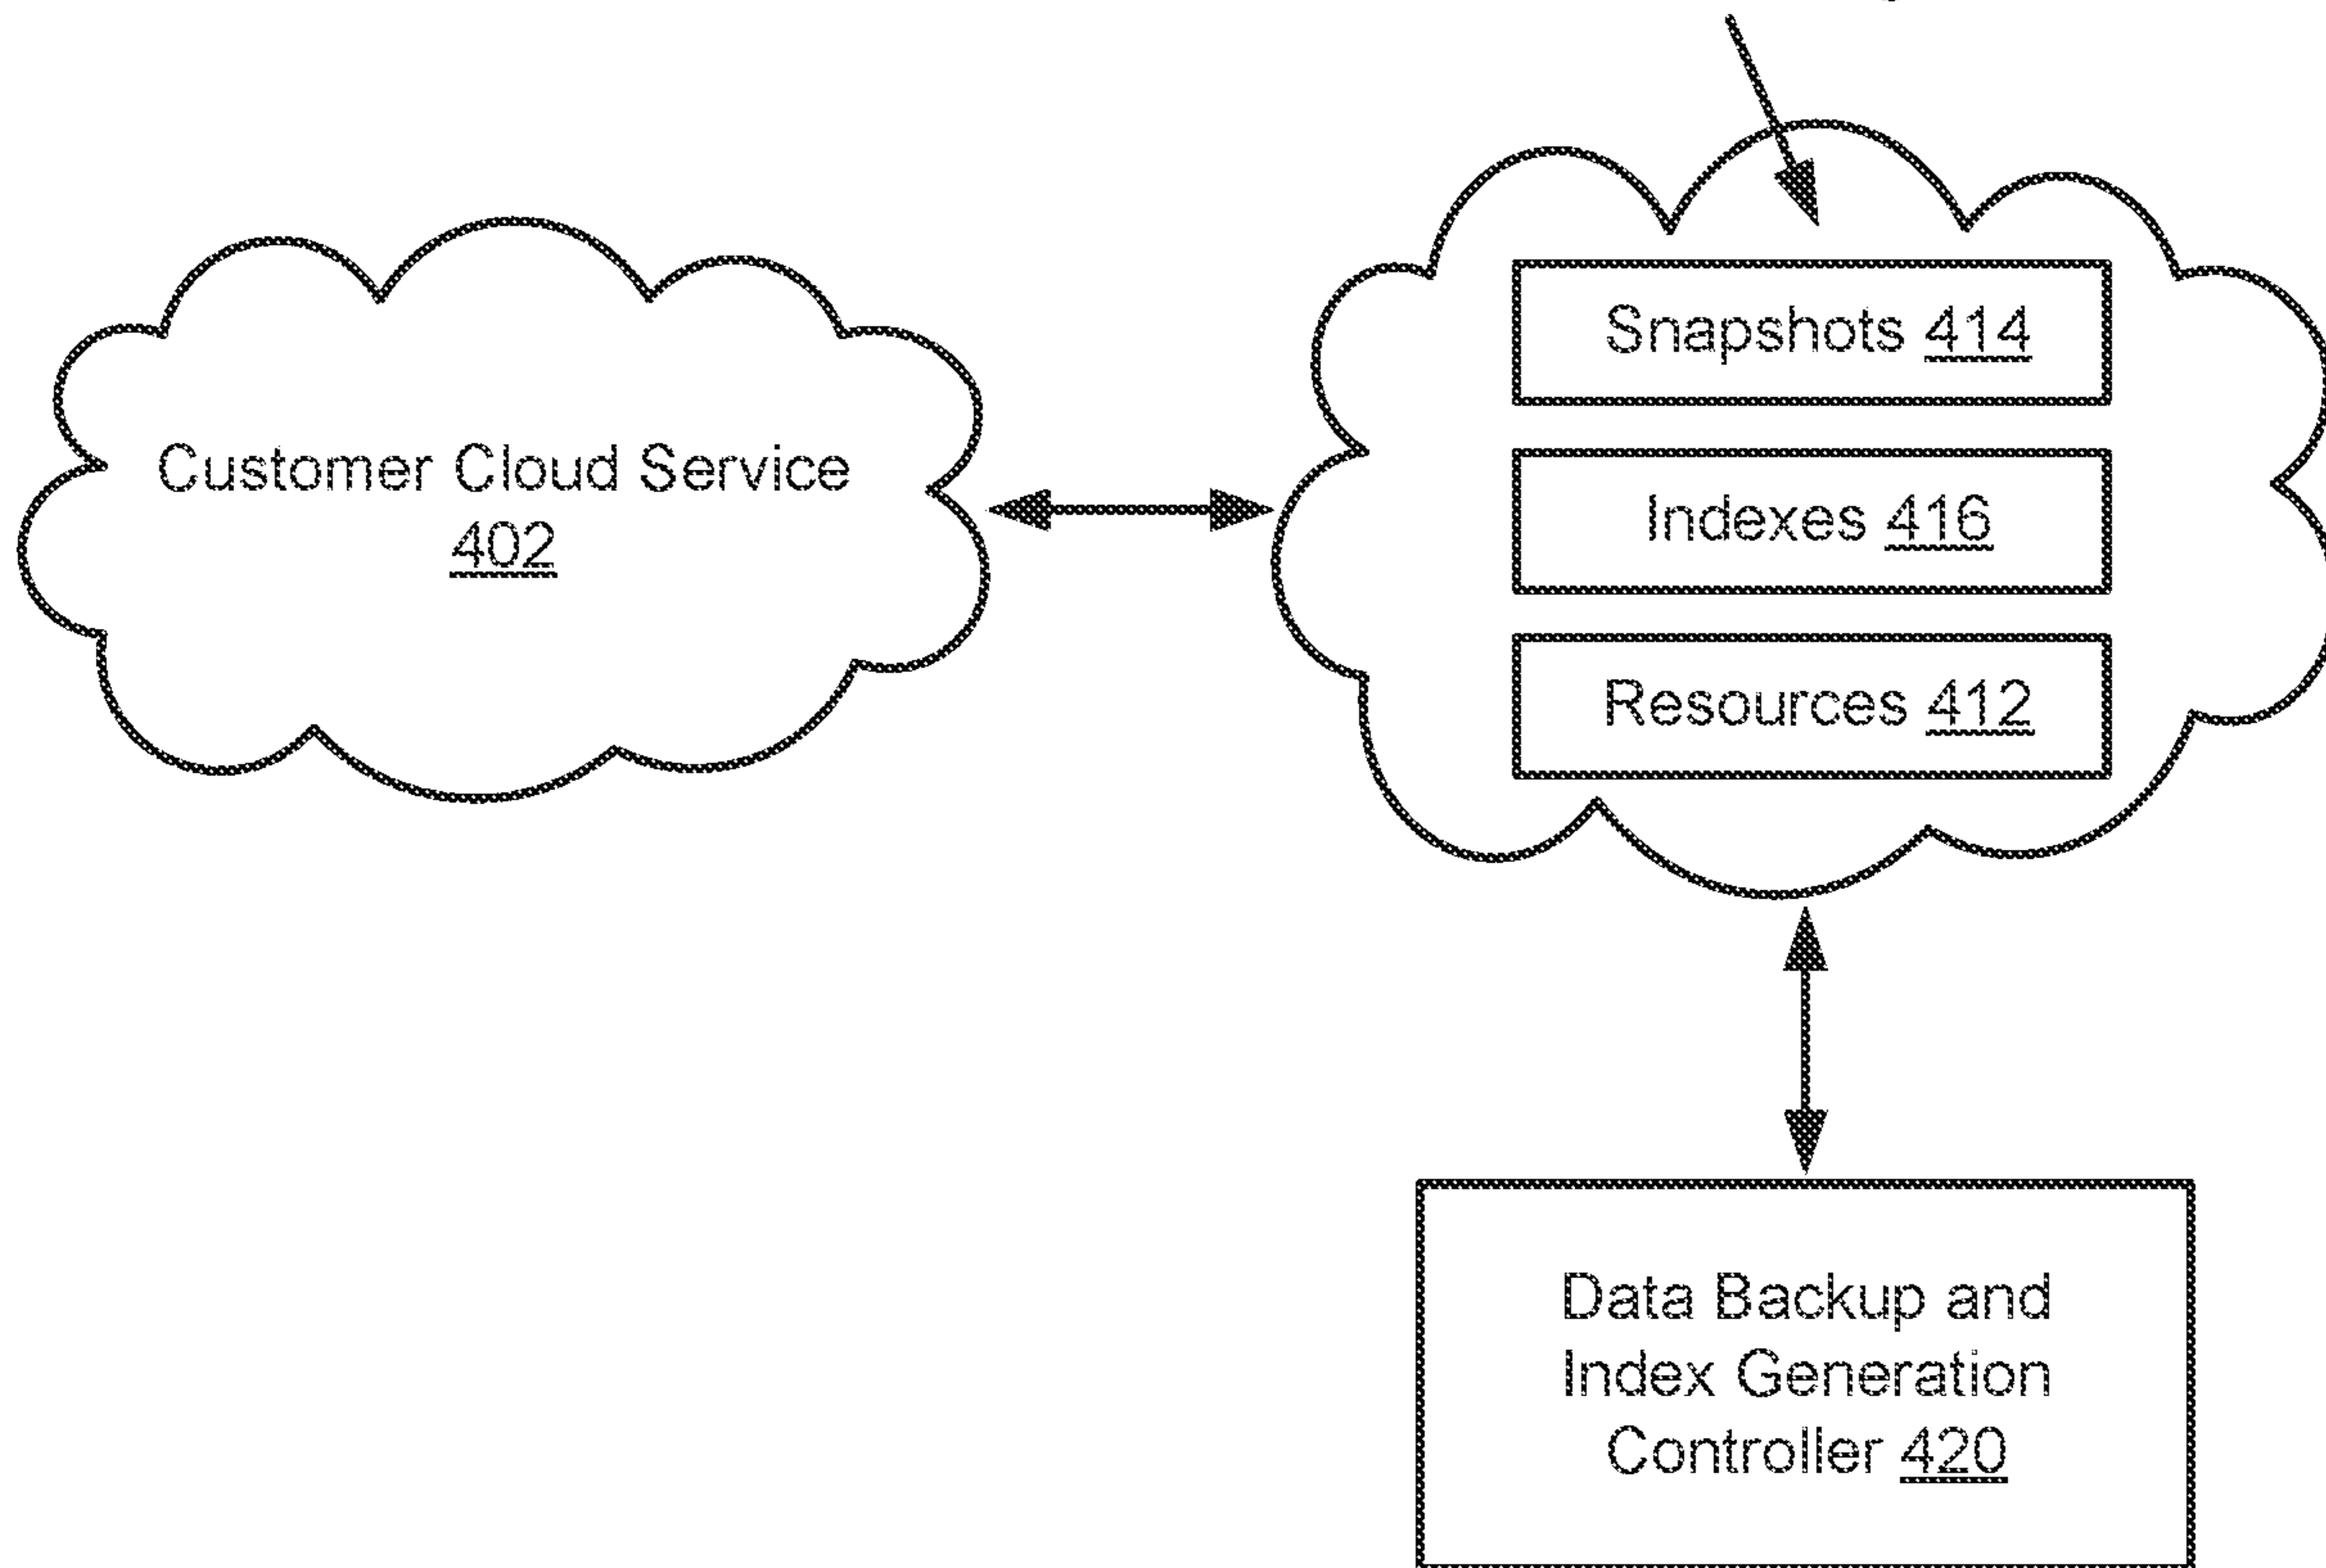 Snapshots 414
Customer Cloud Service
402
Indexes 416
Resources 412
Data Backup and
Index Generation
Controller 420